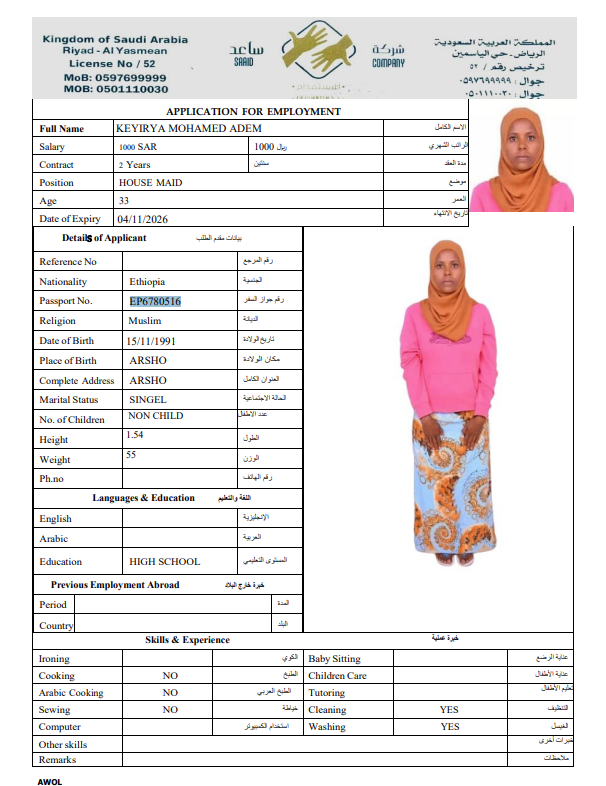 Kingdom of Saudi Arabia
Riyadh - Al Yasmean
License No / 52
MoB: 0597699999
MOB: 0501110030
ساعد
SAAID
شركة
COMPANY
للاستقدام
المملكة العربية السعودية
الرياض - حي الياسمين
ترخيص رقم / ٥٢
جوال : ٠٥٩٧٦٩٩٩٩٩
جوال : ٠٥٠١١١٠٠٣٠
APPLICATION FOR EMPLOYMENT
Full Name KEYIRYA MOHAMED ADEM الاسم الكامل
Salary 1000 SAR 1000 ريال الراتب الشهري
Contract 2 Years سنتين مدة العقد
Position HOUSE MAID موضع
Age 33 العمر
Date of Expiry 04/11/2026 تاريخ الانتهاء
Details of Applicant بيانات مقدم الطلب
Reference No رقم المرجع
Nationality Ethiopia الجنسية
Passport No. EP6780516 رقم جواز السفر
Religion Muslim الديانة
Date of Birth 15/11/1991 تاريخ الولادة
Place of Birth ARSHO مكان الولادة
Complete Address ARSHO العنوان الكامل
Marital Status SINGEL الحالة الاجتماعية
No. of Children NON CHILD عدد الاطفال
Height 1.54 الطول
Weight 55 الوزن
Ph.no رقم الهاتف
Languages & Education اللغة والتعليم
English الإنجليزية
Arabic العربية
Education HIGH SCHOOL المستوى التعليمي
Previous Employment Abroad خبرة خارج البلاد
Period المدة
Country البلد
Skills & Experience خبرة عملية
Ironing الكوي Baby Sitting عناية الرضع
Cooking NO الطبخ Children Care عناية الأطفال
Arabic Cooking NO الطبخ العربي Tutoring تعليم الأطفال
Sewing NO خياطة Cleaning YES التنظيف
Computer استخدام الكمبيوتر Washing YES الغسيل
Other skills خبرات أخرى
Remarks ملاحظات
AWOL